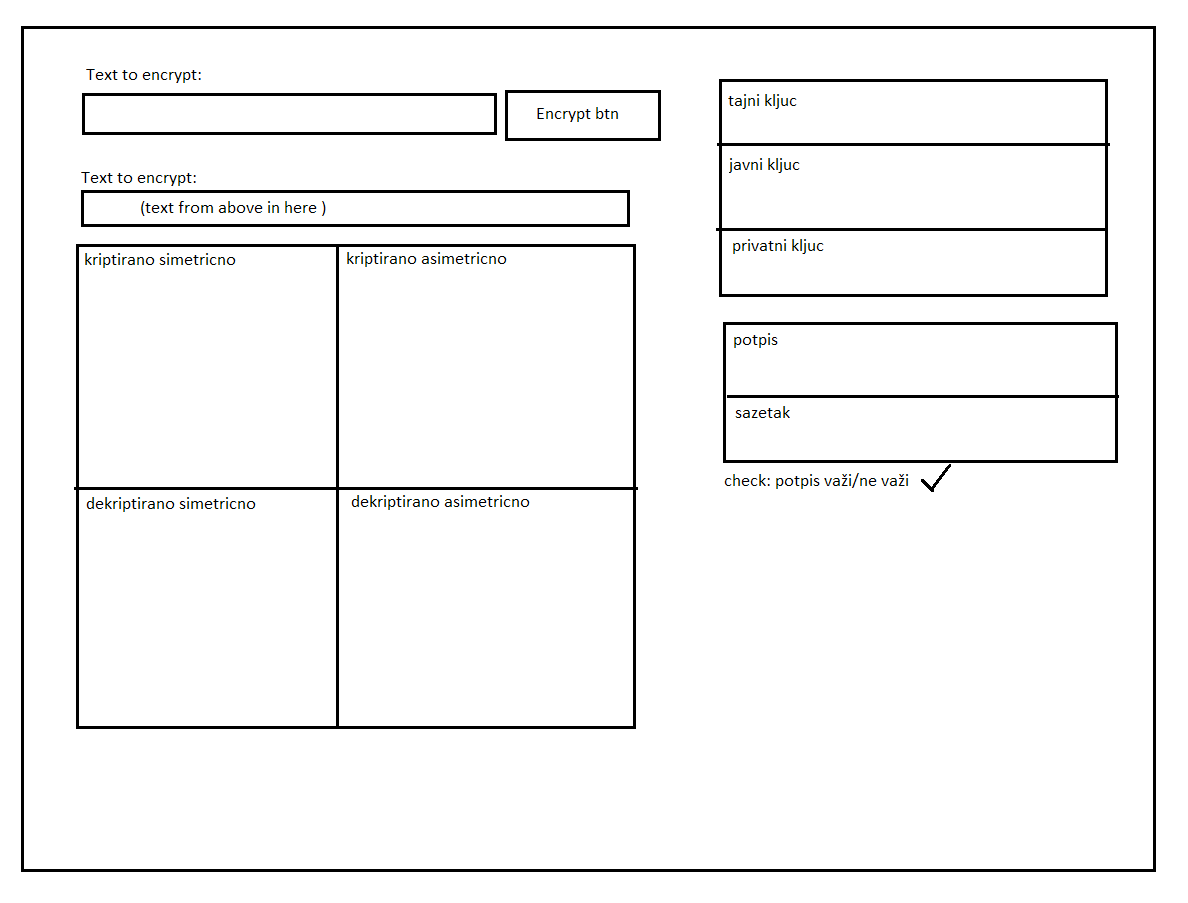 Text to encrypt:
Encrypt btn
Text to encrypt:
(text from above in here )
kriptirano simetricno
kriptirano asimetricno
dekriptirano simetricno
dekriptirano asimetricno
tajni kljuc
javni kljuc
privatni kljuc
potpis
sazetak
check: potpis važi/ne važi